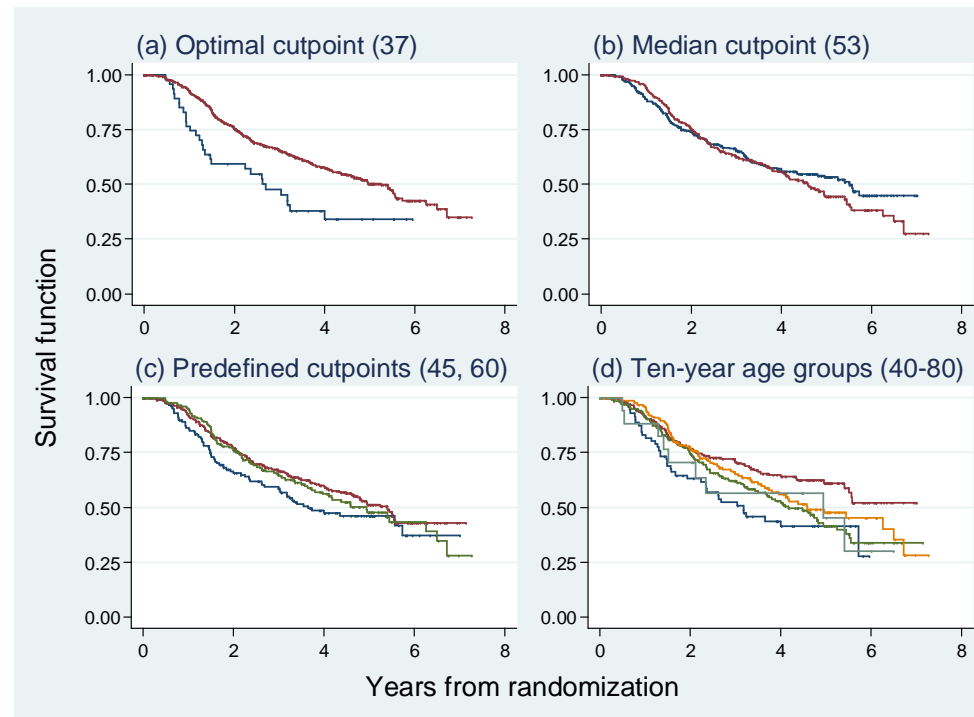 (a) Optimal cutpoint (37)
1.00
0.75
0.50
0.25
0.00
0 2 4 6 8
(b) Median cutpoint (53)
1.00
0.75
0.50
0.25
0.00
0 2 4 6 8
(c) Predefined cutpoints (45, 60)
1.00
0.75
0.50
0.25
0.00
0 2 4 6 8
(d) Ten-year age groups (40-80)
1.00
0.75
0.50
0.25
0.00
0 2 4 6 8
Survival function
Years from randomization